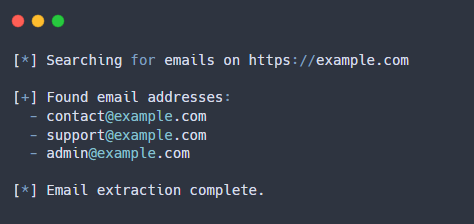 [*] Searching for emails on https://example.com
[+] Found email addresses:
- contact@example.com
- support@example.com
- admin@example.com
[*] Email extraction complete.